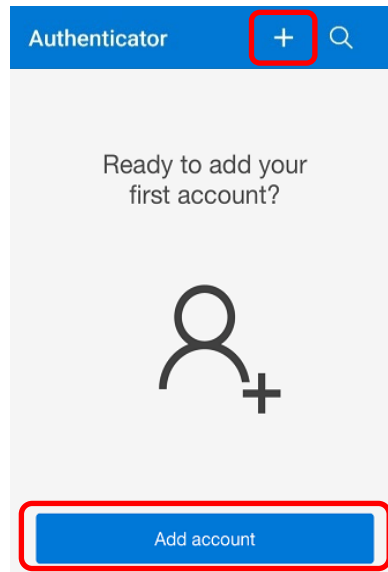 Authenticator
Ready to add your
first account?
Add account